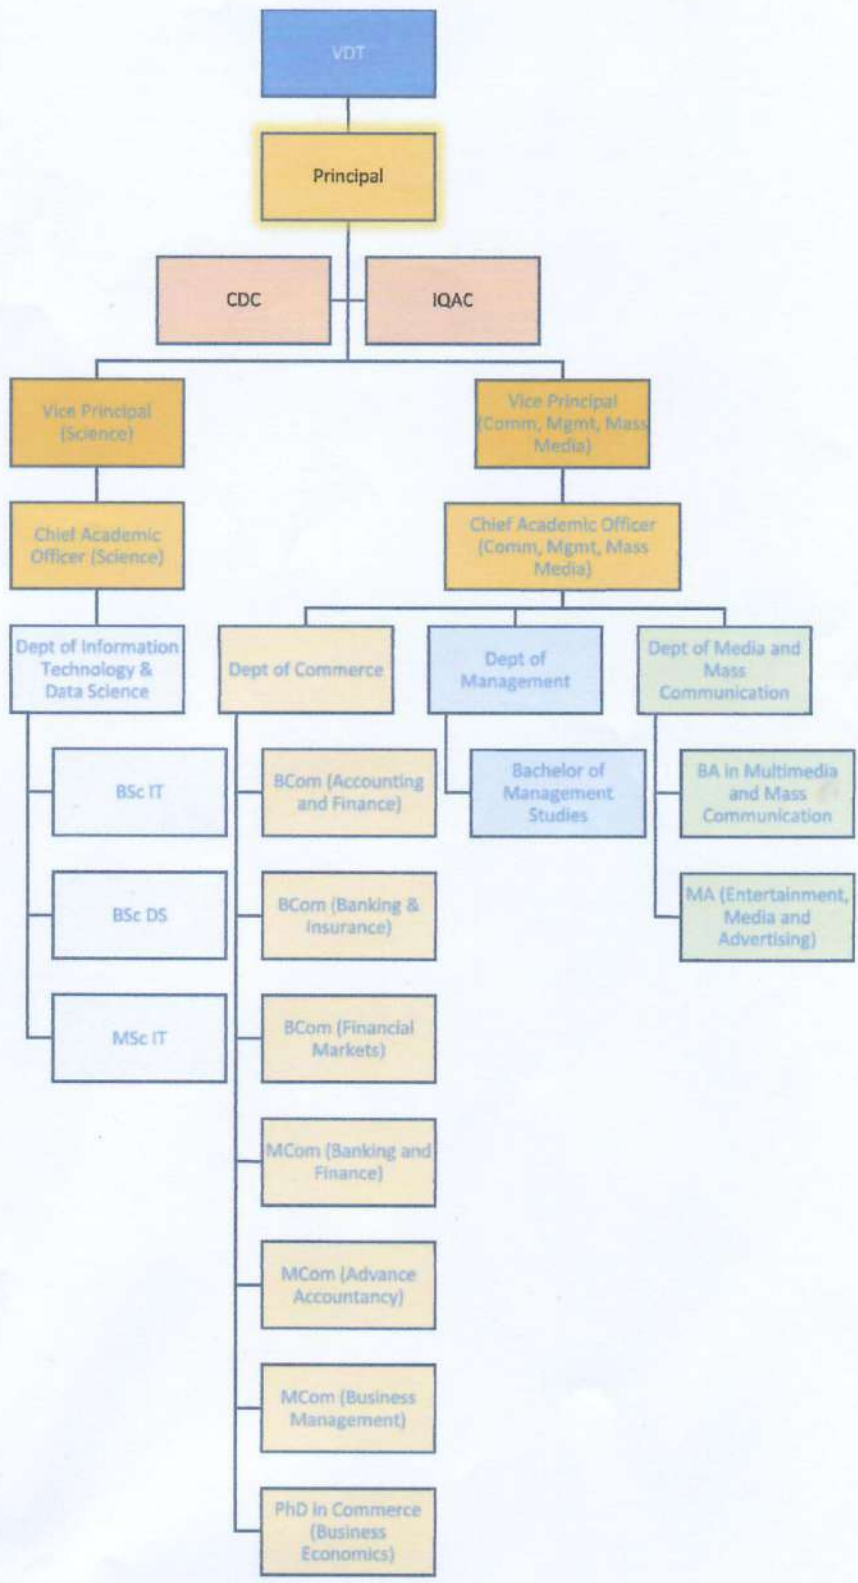 VDT
Principal
CDC
IQAC
Vice Principal
(Science)
Vice Principal
(Comm, Mgmt, Mass
Media)
Chief Academic
Officer (Science)
Chief Academic Officer
(Comm, Mgmt, Mass
Media)
Dept of Information
Technology &
Data Science
Dept of Commerce
Dept of
Management
Dept of Media and
Mass
Communication
BSc IT
BSc DS
MSc IT
BCom (Accounting
and Finance)
BCom (Banking &
Insurance)
BCom (Financial
Markets)
MCom (Banking and
Finance)
MCom (Advance
Accountancy)
MCom (Business
Management)
PhD in Commerce
(Business
Economics)
Bachelor of
Management
Studies
BA in Multimedia
and Mass
Communication
MA (Entertainment,
Media and
Advertising)